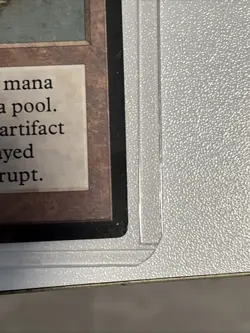 mana
a pool.
artifact
ayed
rupt.